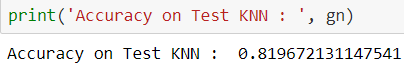 print('Accuracy on Test KNN : ', gn)
Accuracy on Test KNN :  0.819672131147541